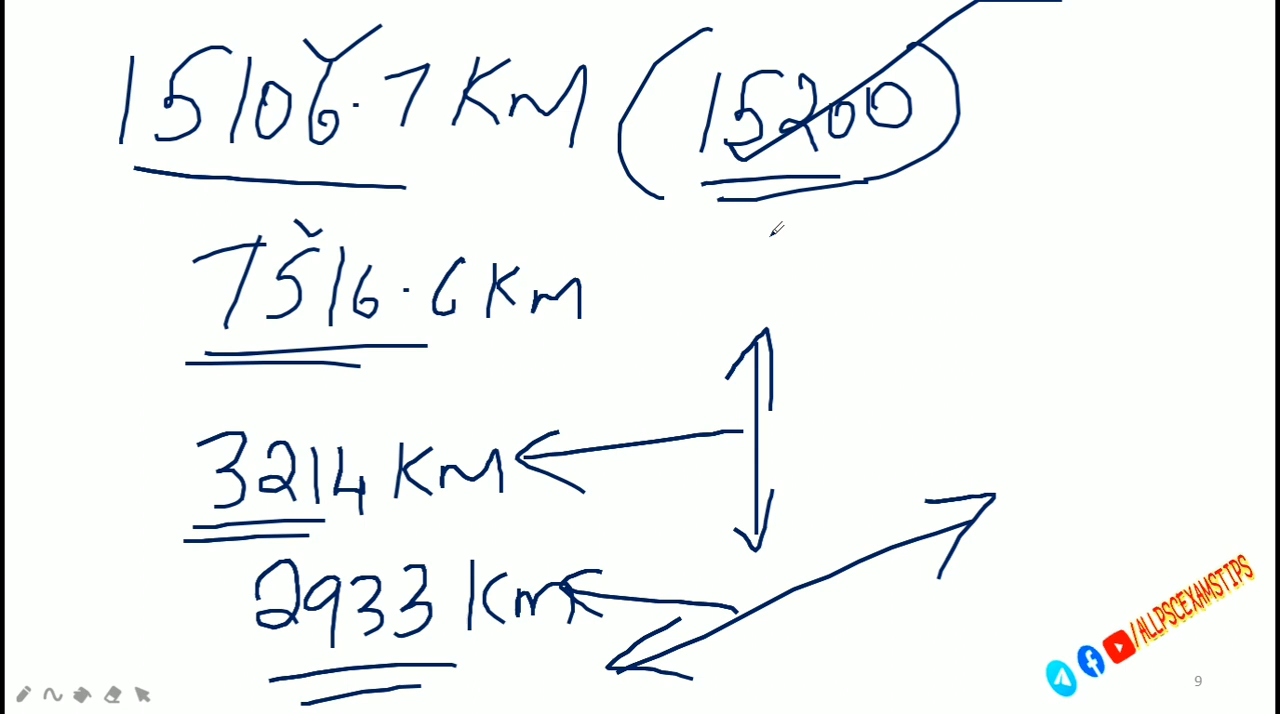 15106.7 KM (15200)
7516.6 KM
3214 KM
2933 Km
/ALLPSCEXAMSTIPS
9